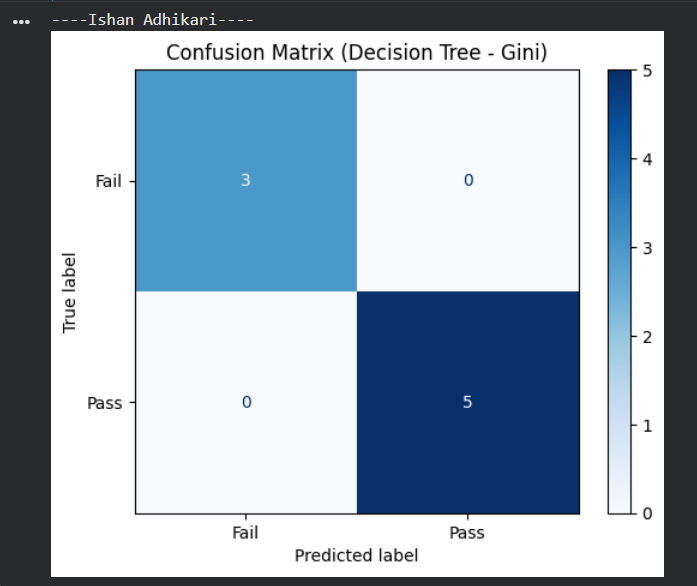 ----Ishan Adhikari----
Confusion Matrix (Decision Tree - Gini)
5
4
Fail
3
0
3
True label
2
Pass
0
5
1
0
Fail
Pass
Predicted label